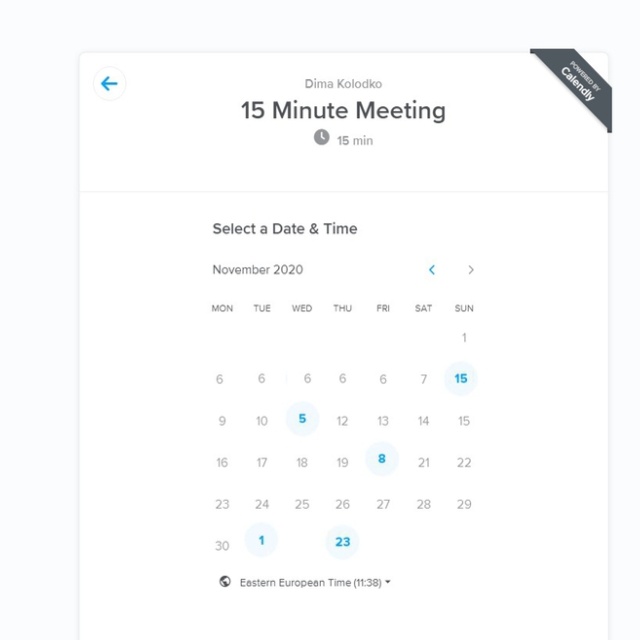 POWERED BY
Calendly
Dima Kolodko
15 Minute Meeting
15 min
Select a Date & Time
November 2020
MON TUE WED THU FRI SAT SUN
1
6 6 6 6 6 7 15
9 10 5 12 13 14 15
16 17 18 19 8 21 22
23 24 25 26 27 28 29
30 1 23
Eastern European Time (11:38)